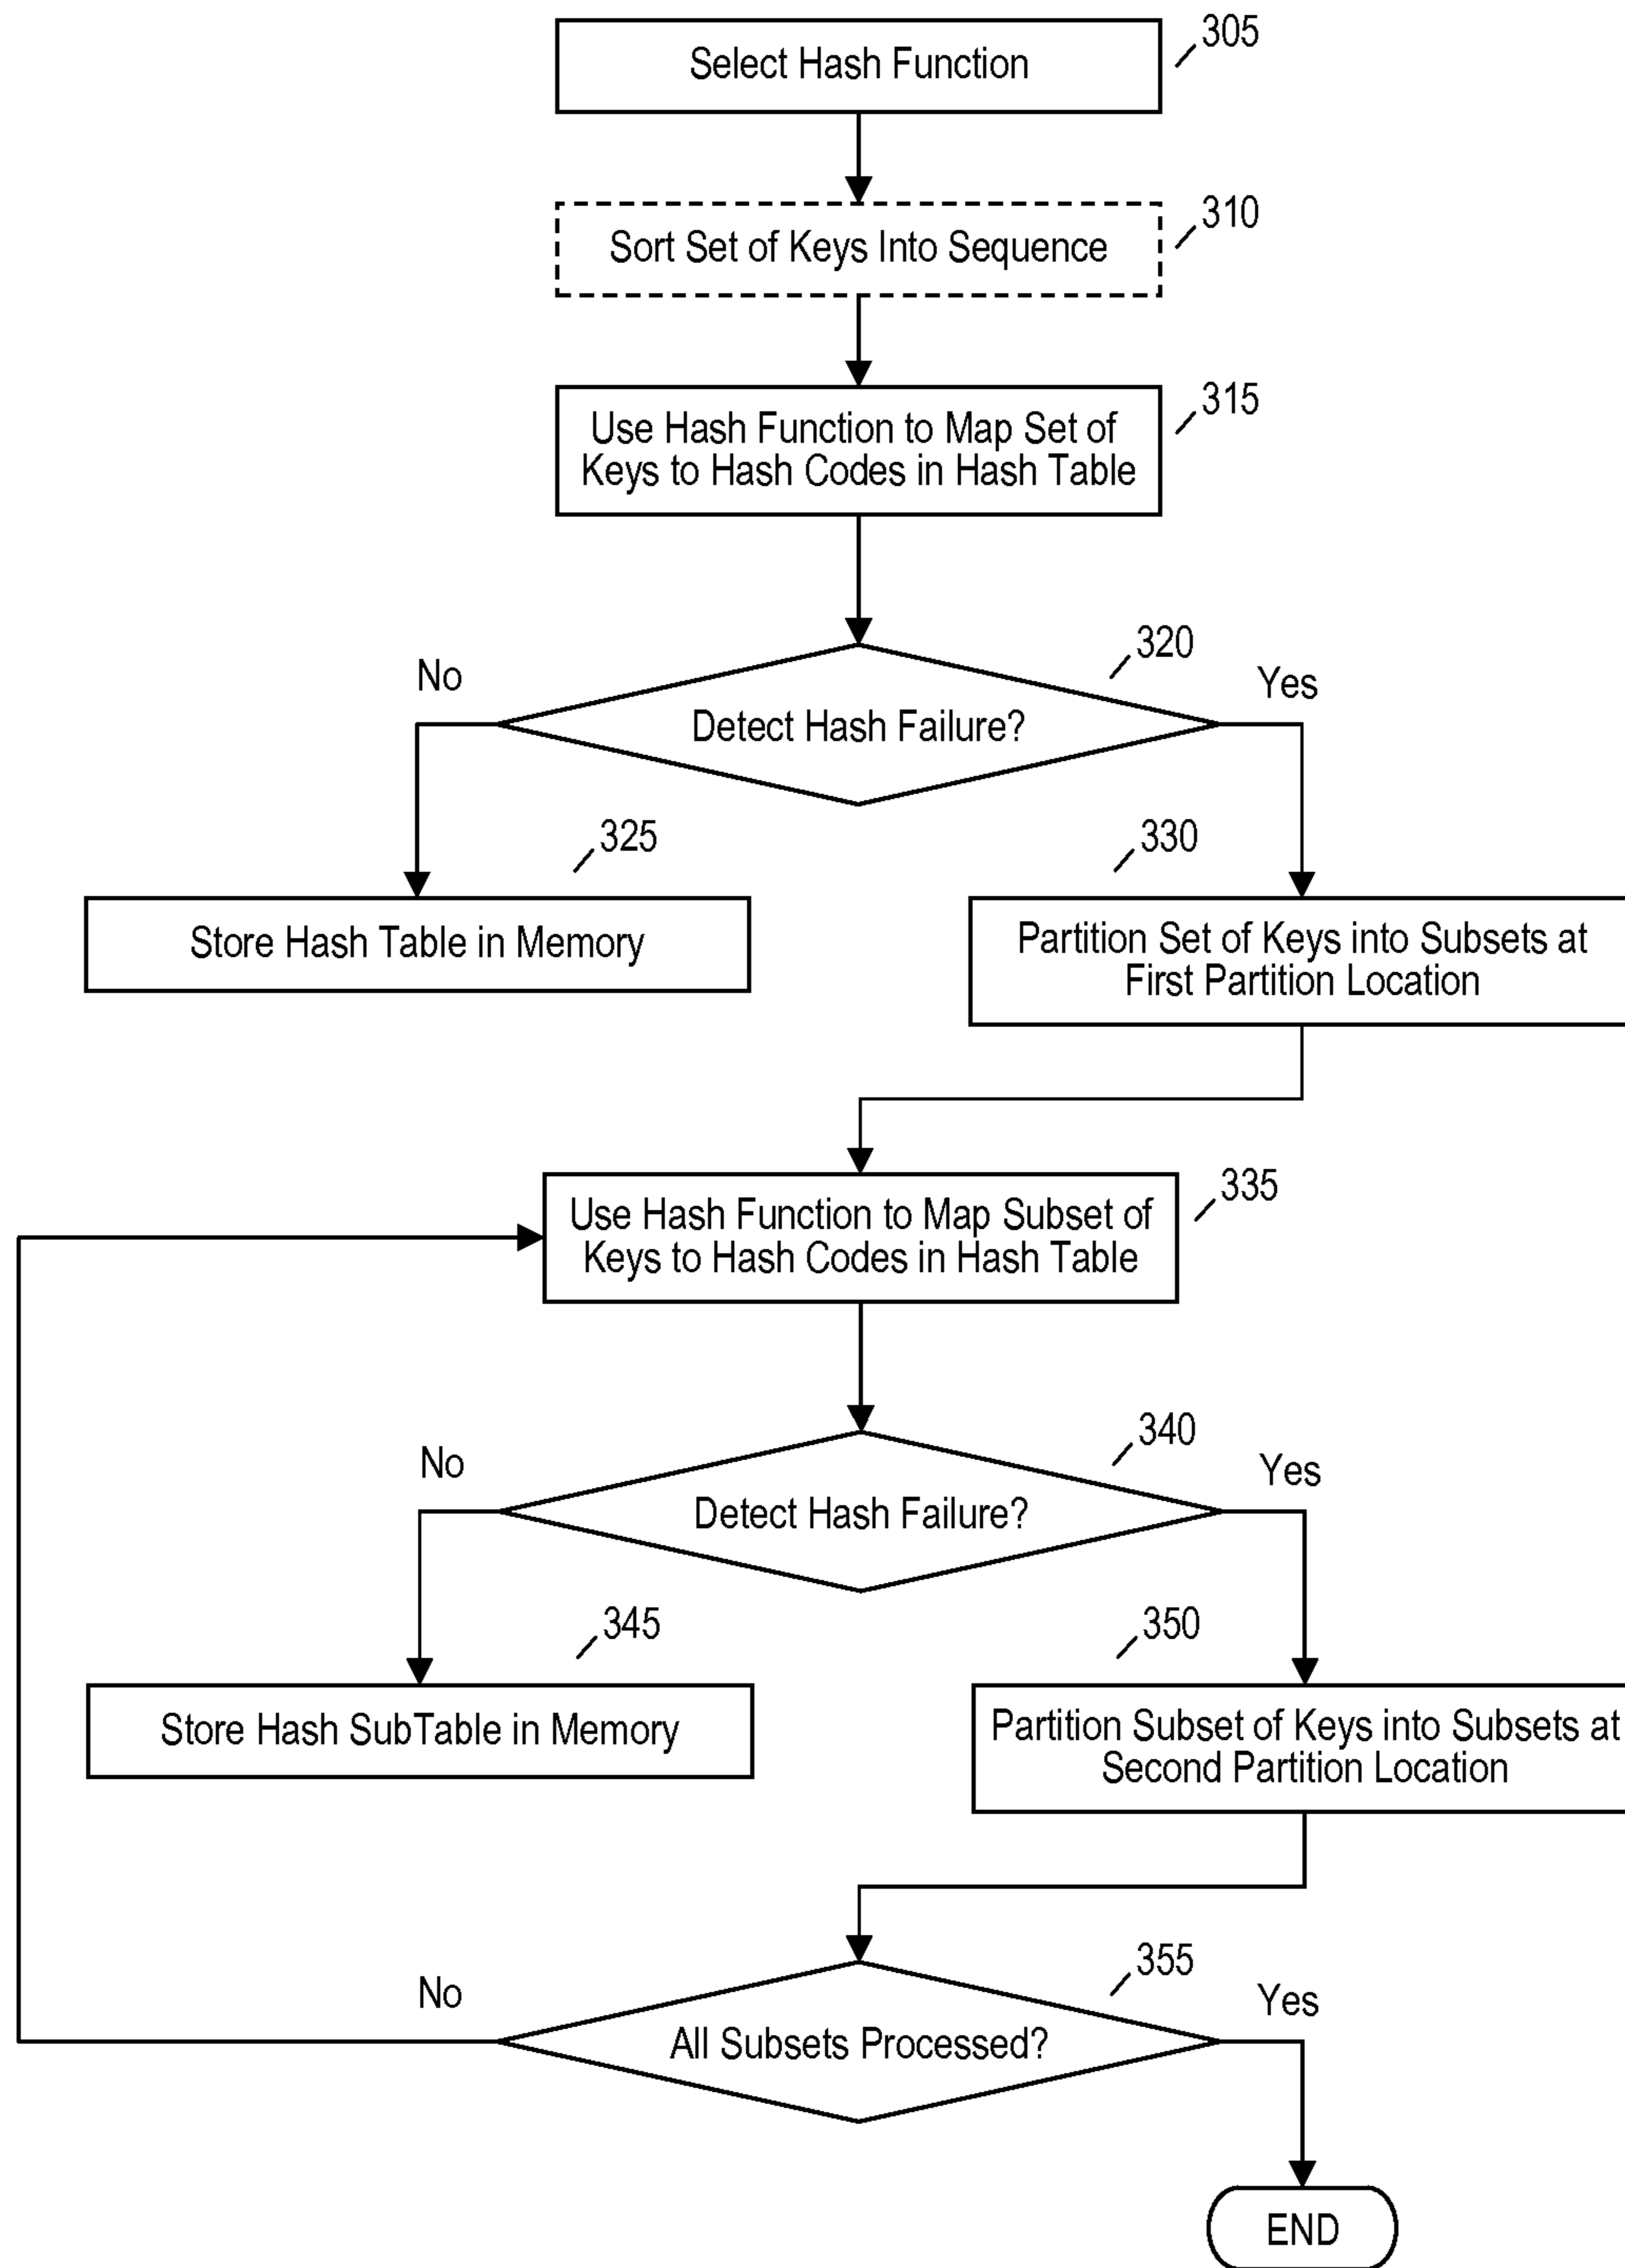 Select Hash Function
305
Sort Set of Keys Into Sequence
310
Use Hash Function to Map Set of
Keys to Hash Codes in Hash Table
315
Detect Hash Failure?
320
No
Yes
Store Hash Table in Memory
325
Partition Set of Keys into Subsets at
First Partition Location
330
Use Hash Function to Map Subset of
Keys to Hash Codes in Hash Table
335
Detect Hash Failure?
340
No
Yes
Store Hash SubTable in Memory
345
Partition Subset of Keys into Subsets at
Second Partition Location
350
All Subsets Processed?
355
No
Yes
END